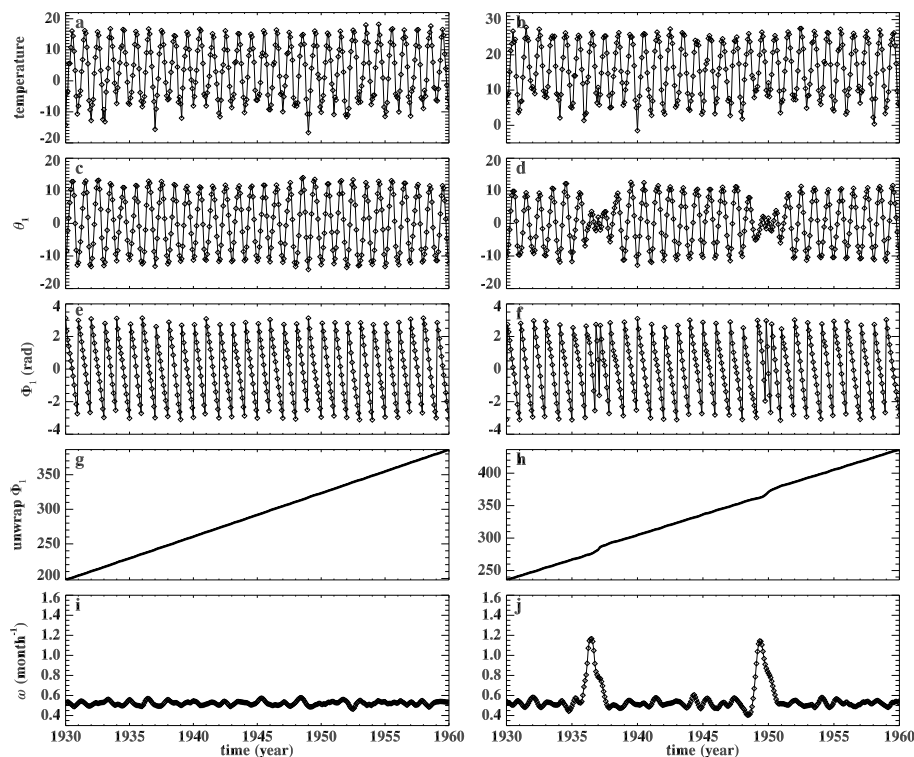 a
b
20
10
0
-10
-20
temperature
30
20
10
0
c
d
20
10
0
-10
-20
θ1
20
10
0
-10
-20
e
f
4
2
0
-2
-4
Φ1 (rad)
4
2
0
-2
-4
g
h
350
300
250
200
unwrap Φ1
400
350
300
250
i
j
1.6
1.4
1.2
1.0
0.8
0.6
0.4
ω (month-1)
1.6
1.4
1.2
1.0
0.8
0.6
0.4
1930 1935 1940 1945 1950 1955 1960
time (year)
1930 1935 1940 1945 1950 1955 1960
time (year)